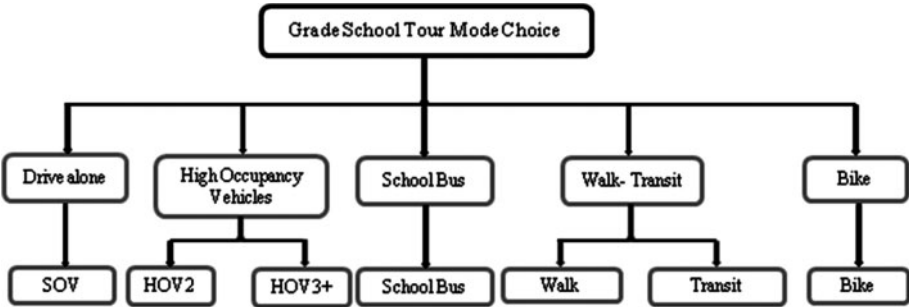 Grade School Tour Mode Choice
Drive alone
High Occupancy
Vehicles
School Bus
Walk- Transit
Bike
SOV
HOV2
HOV3+
School Bus
Walk
Transit
Bike